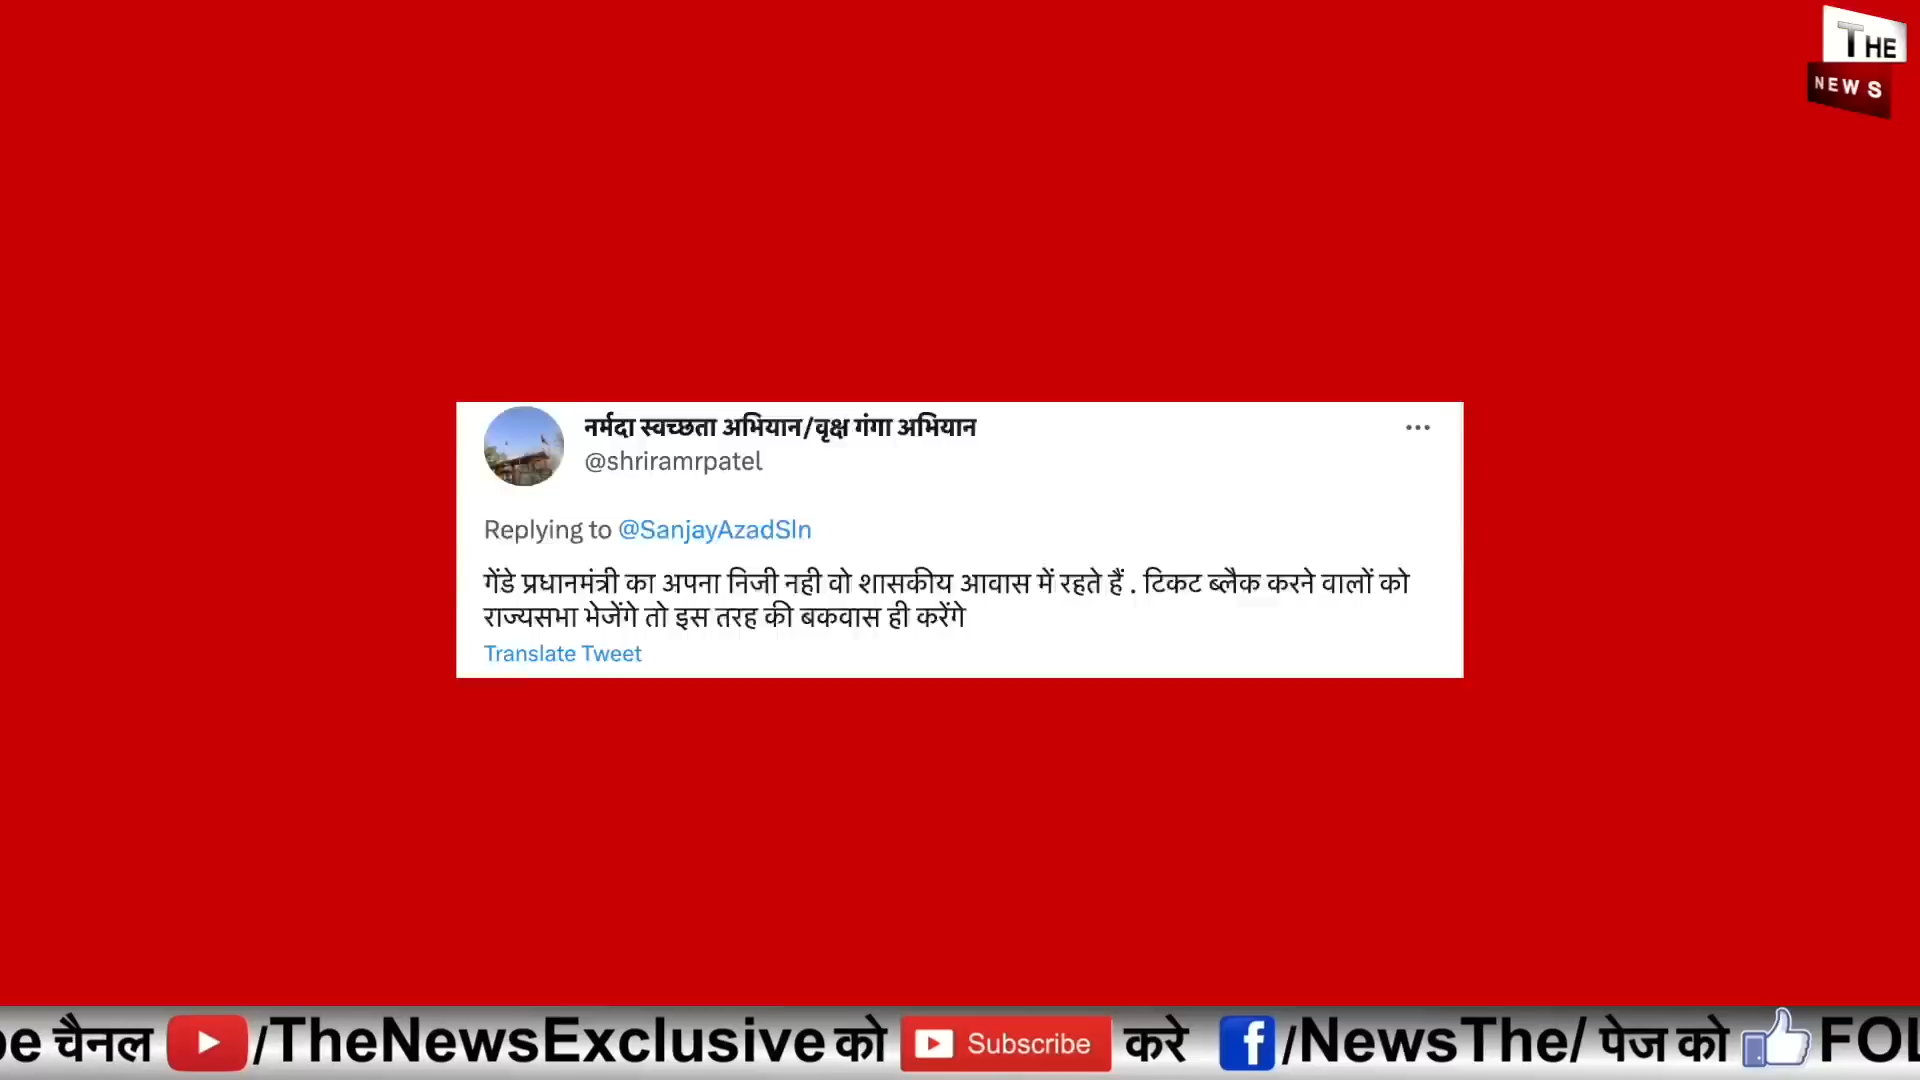 THE
NEWS
नर्मदा स्वच्छता अभियान/वृक्ष गंगा अभियान
@shriramrpatel
Replying to @SanjayAzadSln
गेंडे प्रधानमंत्री का अपना निजी नही वो शासकीय आवास में रहते हैं . टिकट ब्लैक करने वालों को
राज्यसभा भेजेंगे तो इस तरह की बकवास ही करेंगे
Translate Tweet
be चैनल /TheNewsExclusive को Subscribe करे f /NewsThe/ पेज को FOL